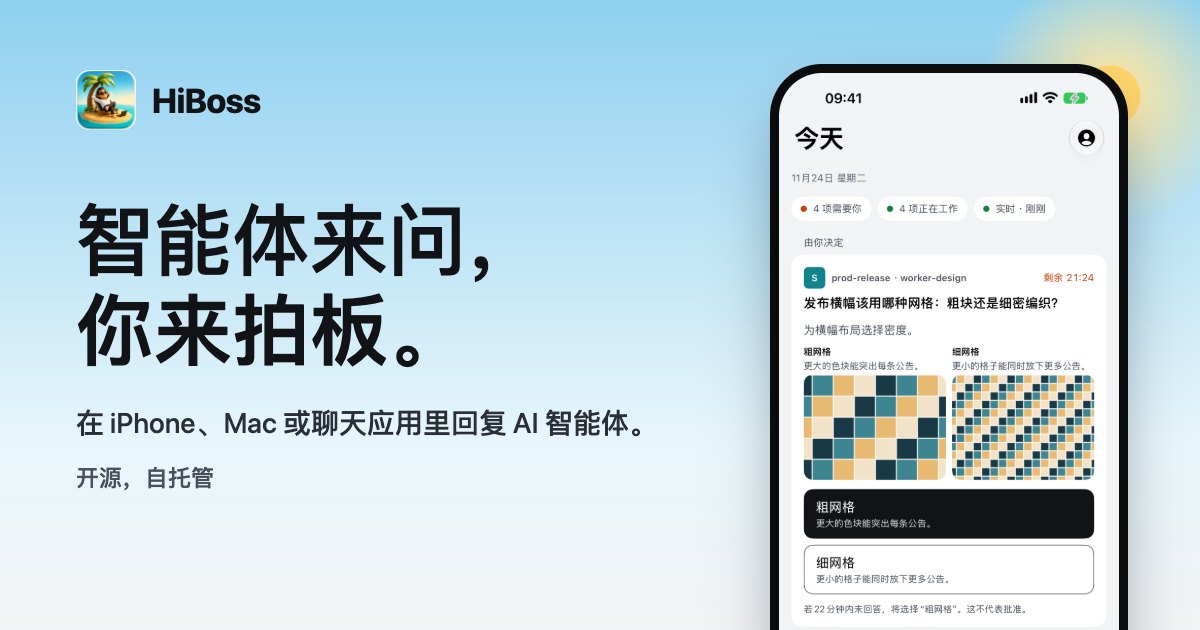 HiBoss
智能体来问，
你来拍板。
在 iPhone、Mac 或聊天应用里回复 AI 智能体。
开源，自托管
09:41
今天
11月24日 星期二
4 项需要你
4 项正在工作
实时 · 刚刚
由你决定
S
prod-release · worker-design
剩余 21:24
发布横幅该用哪种网格：粗块还是细密编织？
为横幅布局选择密度。
粗网格
更大的色块能突出每条公告。
细网格
更小的格子能同时放下更多公告。
粗网格
更大的色块能突出每条公告。
细网格
更小的格子能同时放下更多公告。
若 22 分钟内未回答，将选择“粗网格”。这不代表批准。